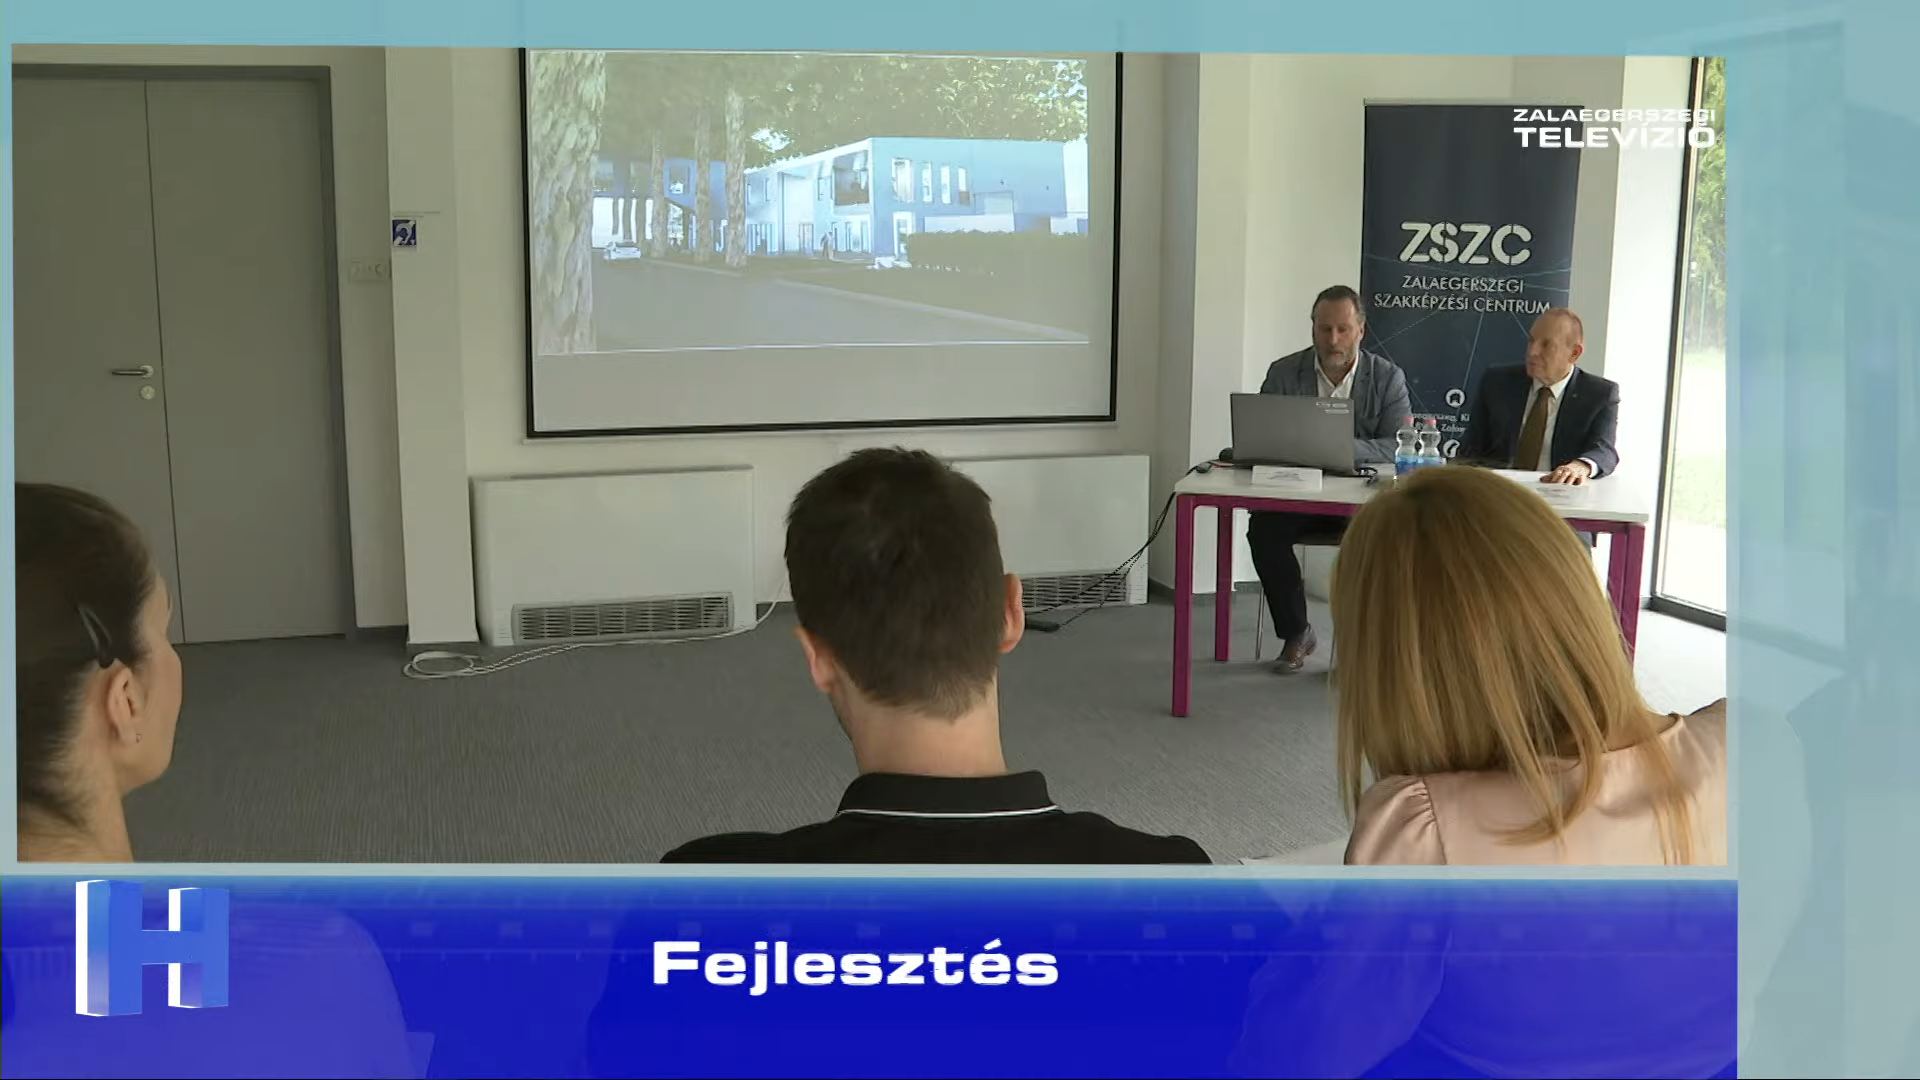 ZALAEGERSZEGI
TELEVÍZIÓ
ZSZC
ZALAEGERSZEGI
SZAKKÉPZÉSI CENTRUM
H
Fejlesztés